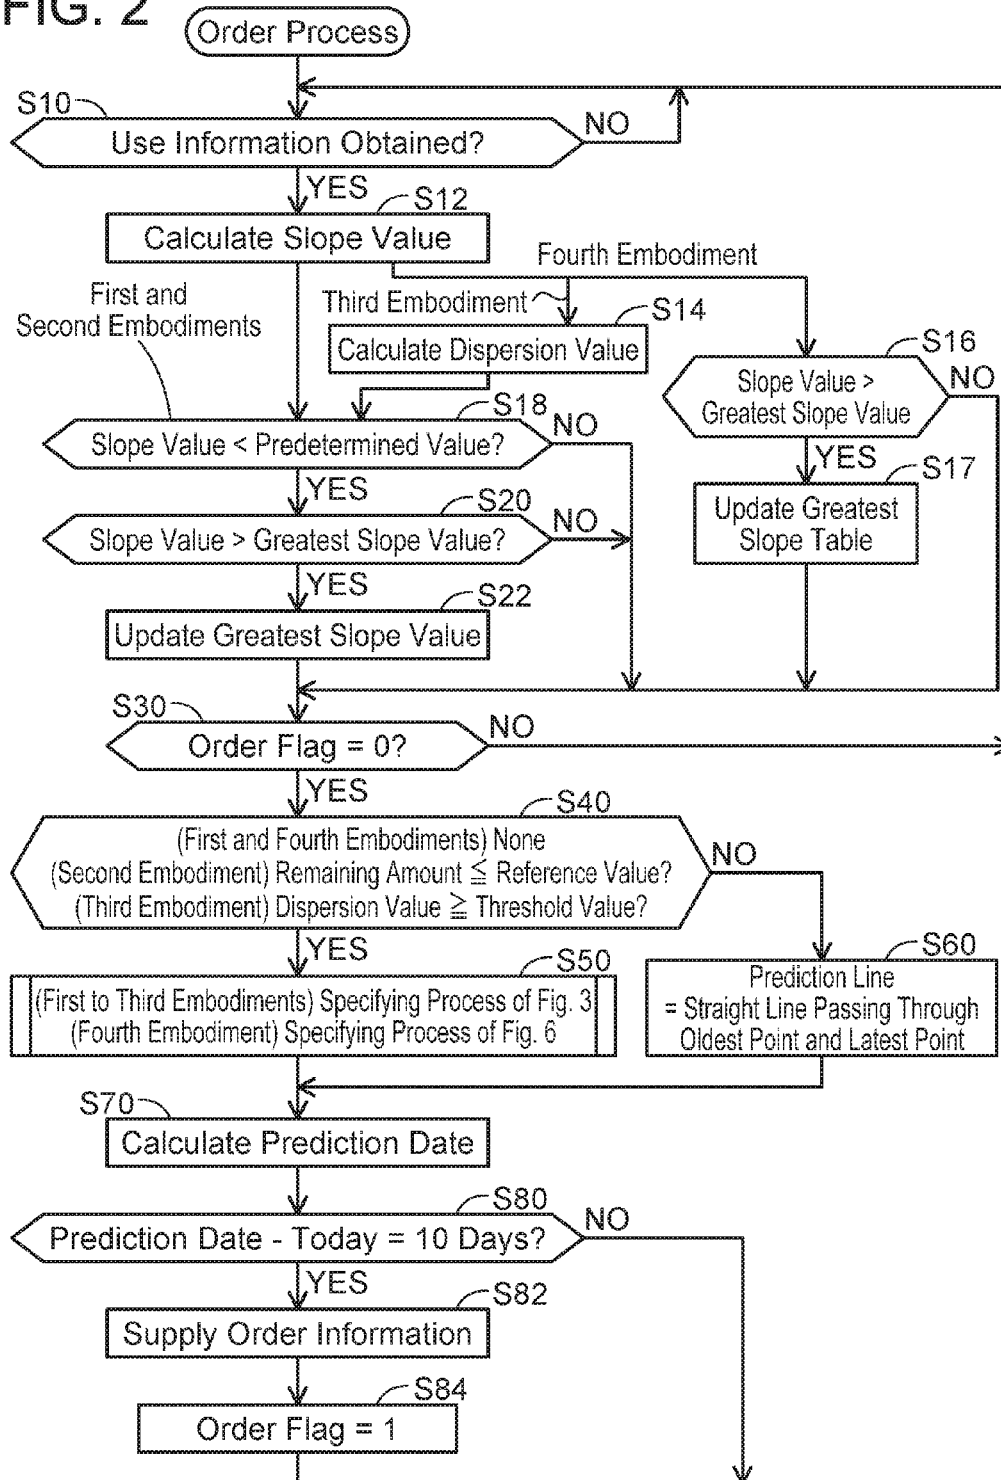 FIG. 2
Order Process
S10
Use Information Obtained?
NO
YES
S12
Calculate Slope Value
Fourth Embodiment
First and
Second Embodiments
Third Embodiment
S14
Calculate Dispersion Value
S16
Slope Value >
Greatest Slope Value
NO
YES
S17
Update Greatest
Slope Table
S18
Slope Value < Predetermined Value?
NO
YES
S20
Slope Value > Greatest Slope Value?
NO
YES
S22
Update Greatest Slope Value
S30
Order Flag = 0?
NO
YES
S40
(First and Fourth Embodiments) None
(Second Embodiment) Remaining Amount ≦ Reference Value?
(Third Embodiment) Dispersion Value ≧ Threshold Value?
NO
YES
S50
(First to Third Embodiments) Specifying Process of Fig. 3
(Fourth Embodiment) Specifying Process of Fig. 6
S60
Prediction Line
= Straight Line Passing Through
Oldest Point and Latest Point
S70
Calculate Prediction Date
S80
Prediction Date - Today = 10 Days?
NO
YES
S82
Supply Order Information
S84
Order Flag = 1